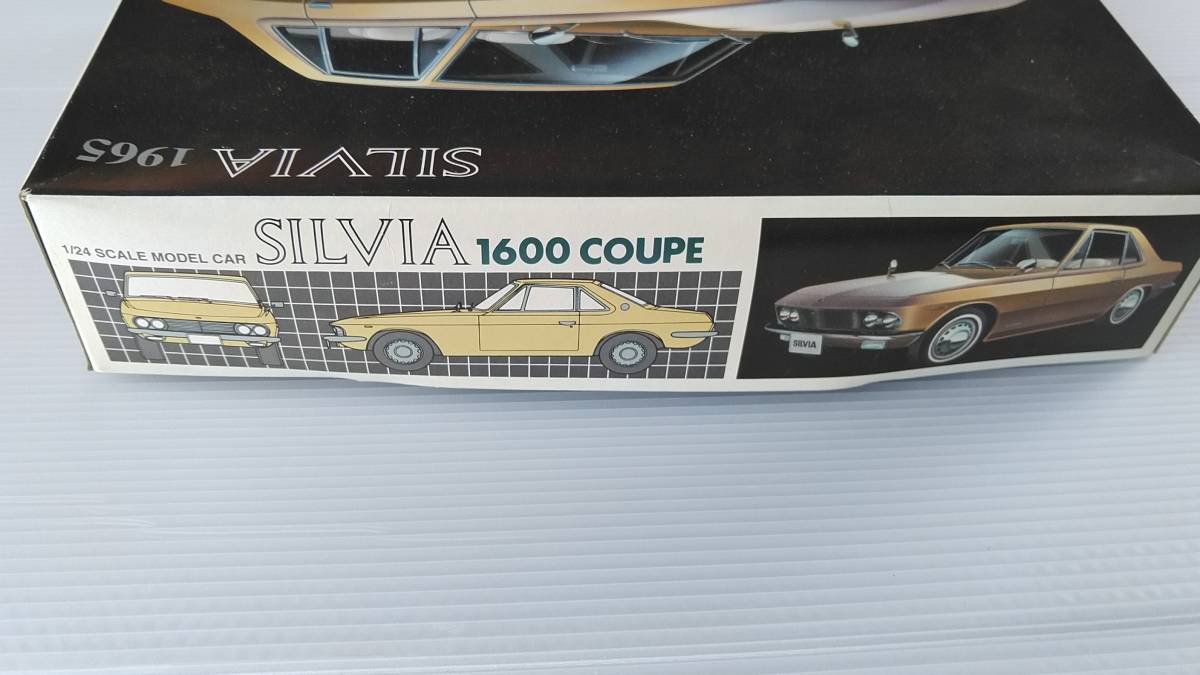 SILVIA 1965
1/24 SCALE MODEL CAR SILVIA 1600 COUPE
SILVIA